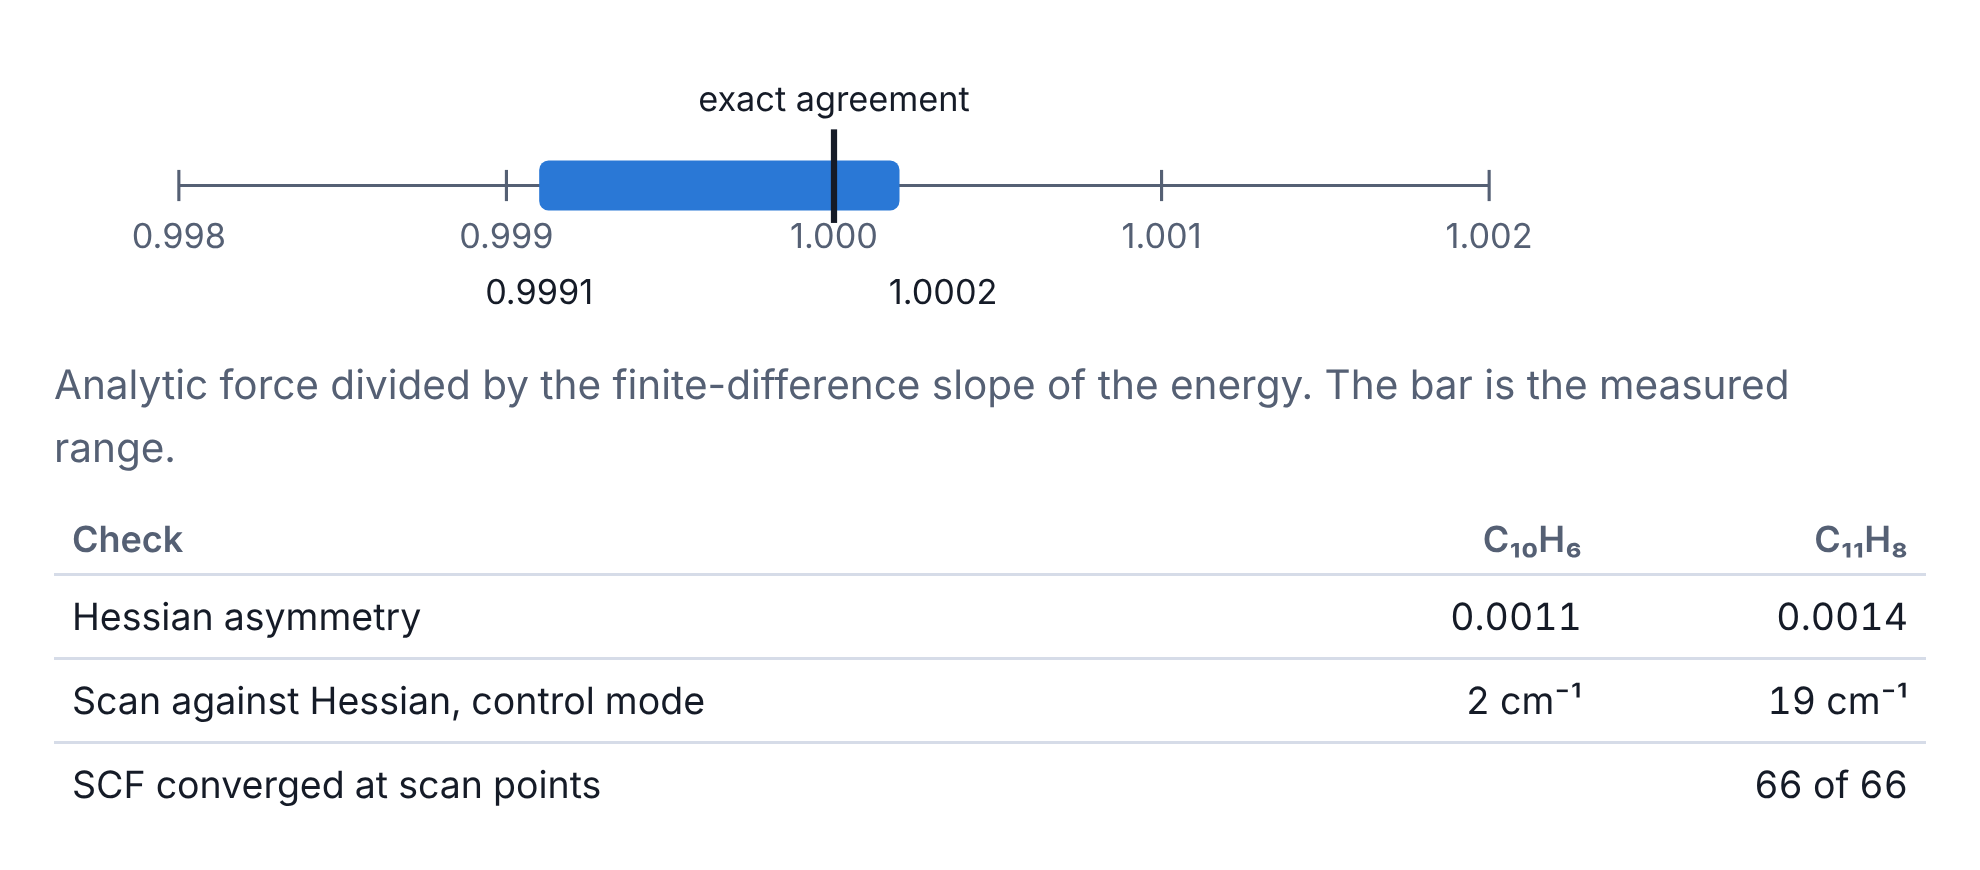 exact agreement
0.998 0.999 1.000 1.001 1.002
0.9991 1.0002
Analytic force divided by the finite-difference slope of the energy. The bar is the measured
range.
Check C₁₀H₆ C₁₁H₈
Hessian asymmetry 0.0011 0.0014
Scan against Hessian, control mode 2 cm⁻¹ 19 cm⁻¹
SCF converged at scan points 66 of 66